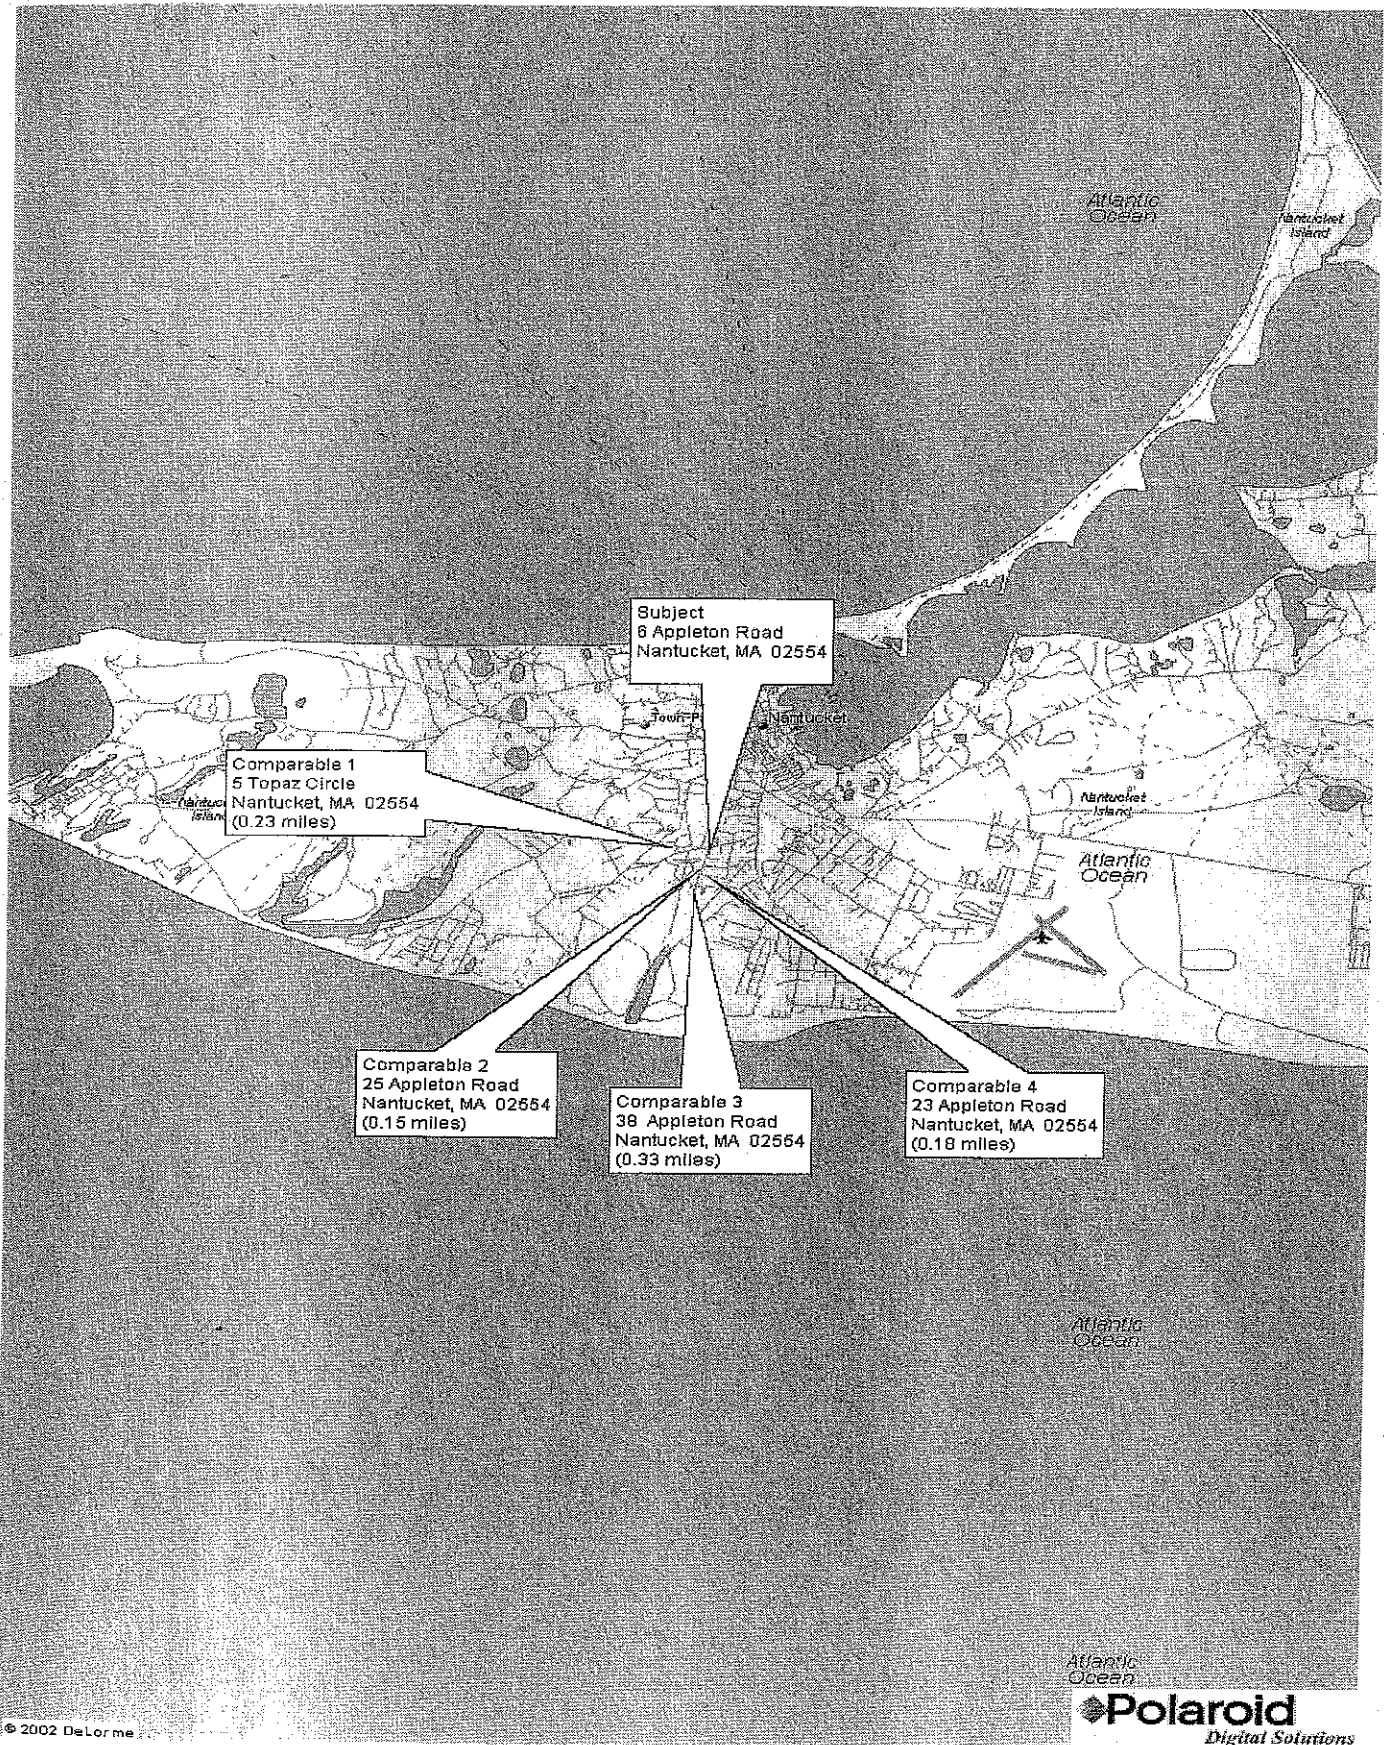 Atlantic
Ocean
Nantucket
Island
Subject
6 Appleton Road
Nantucket, MA 02554
Nantucket
Comparable 1
5 Topaz Circle
Nantucket, MA 02554
(0.23 miles)
Island
Nantucket
Island
Atlantic
Ocean
Comparable 2
25 Appleton Road
Nantucket, MA 02554
(0.15 miles)
Comparable 3
38 Appleton Road
Nantucket, MA 02554
(0.33 miles)
Comparable 4
23 Appleton Road
Nantucket, MA 02554
(0.18 miles)
Atlantic
Ocean
Atlantic
Ocean
Polaroid
Digital Solutions
© 2002 DeLorme